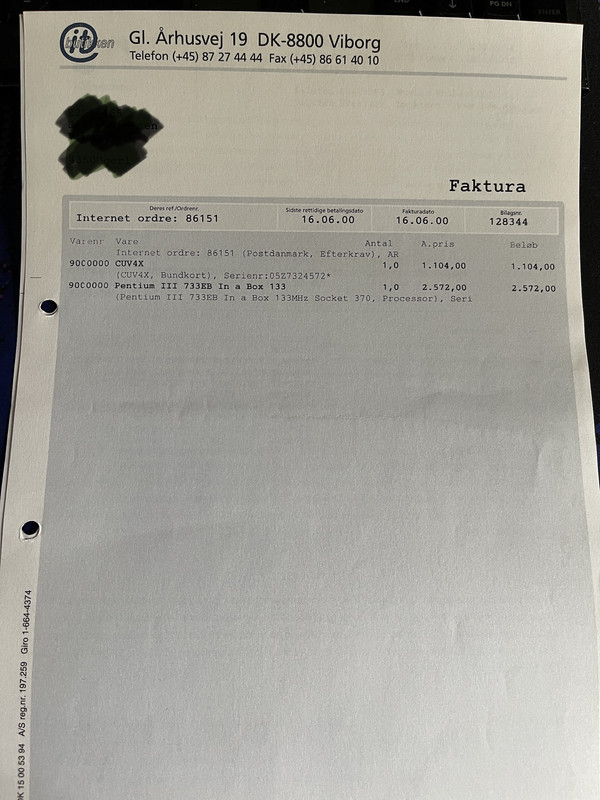 it butikken
Gl. Århusvej 19 DK-8800 Viborg
Telefon (+45) 87 27 44 44 Fax (+45) 86 61 40 10
Faktura
Deres ref./Ordrenr. Sidste rettidige betalingsdato Fakturadato Bilagsnr.
Internet ordre: 86151 16.06.00 16.06.00 128344
Varenr Vare Antal A.pris Beløb
Internet ordre: 86151 (Postdanmark, Efterkrav), AR
9000000 CUV4X 1,0 1.104,00 1.104,00
(CUV4X, Bundkort), Serienr:05Z7324572*
9000000 Pentium III 733EB In a Box 133 1,0 2.572,00 2.572,00
(Pentium III 733EB In a Box 133MHz Socket 370, Processor), Seri
DK 15 00 53 94 A/S reg.nr. 197.259 Giro 1-664-4374